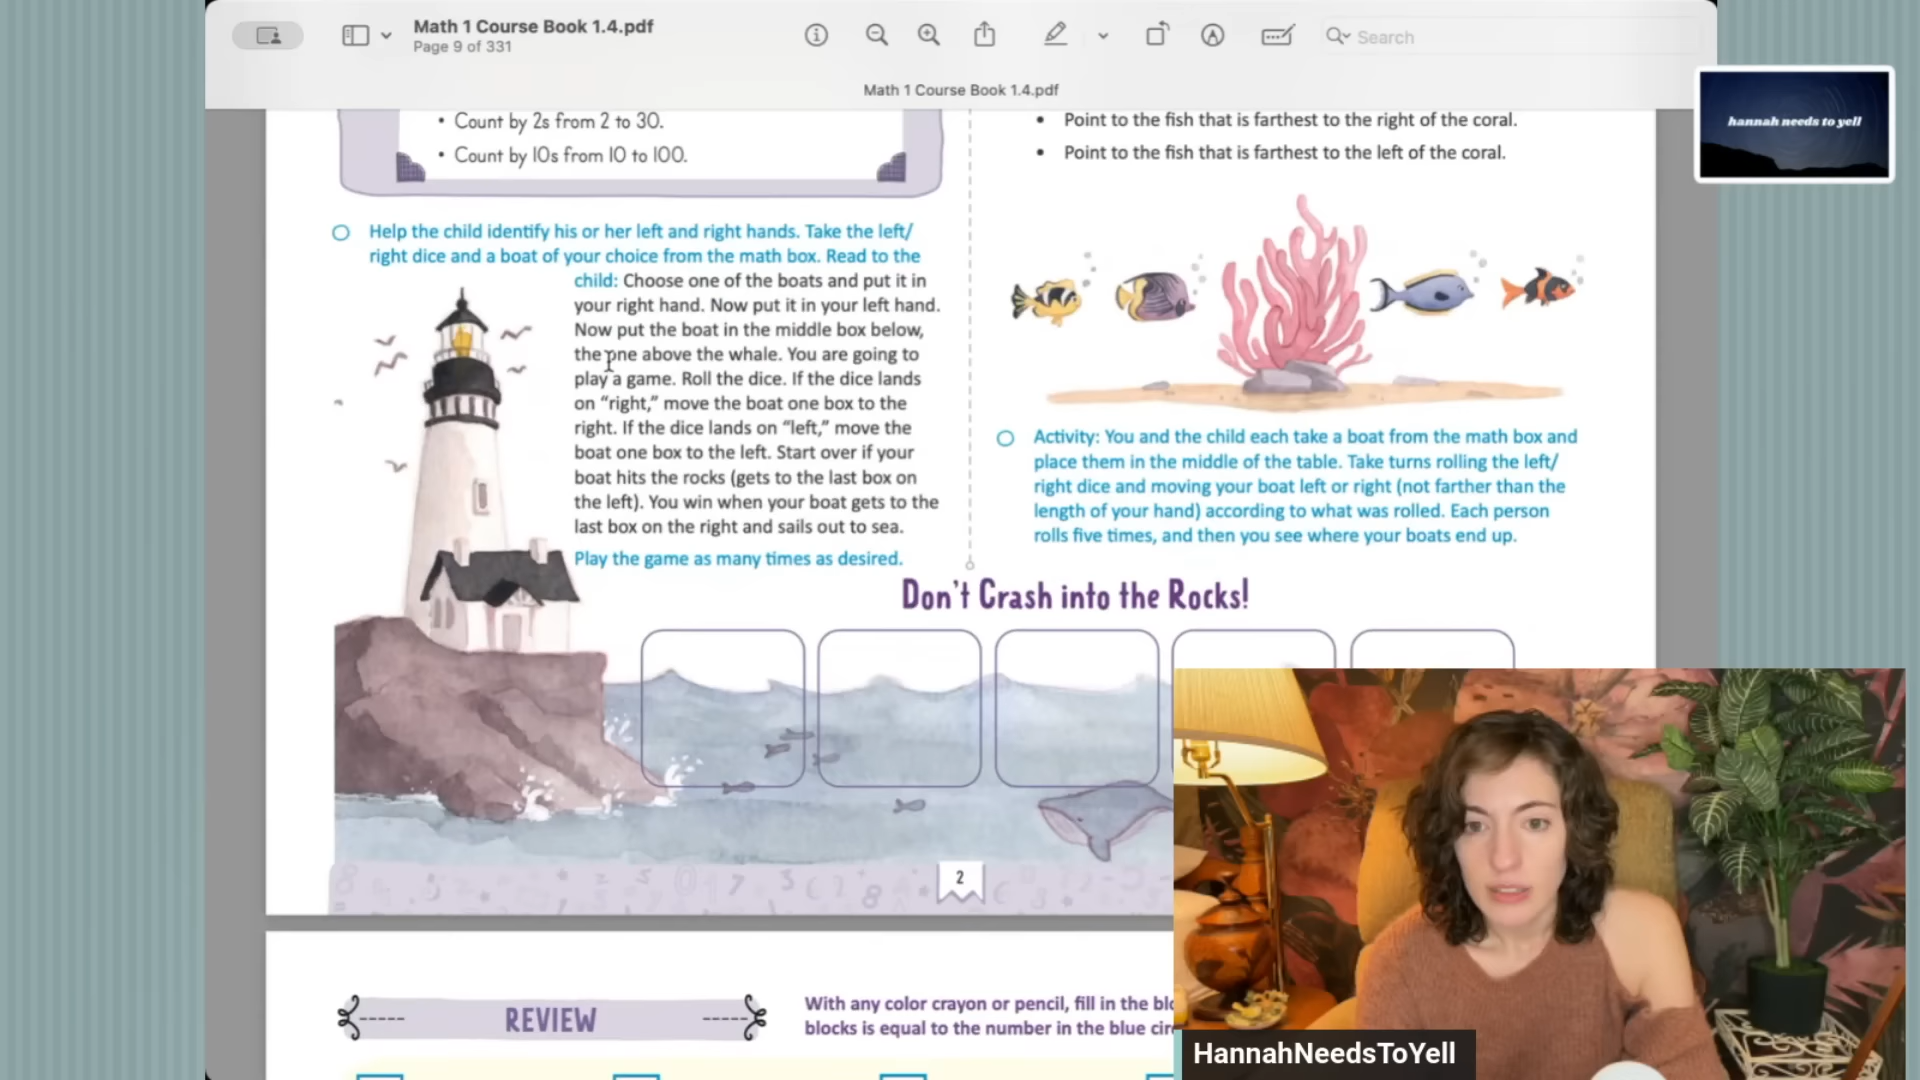 Math 1 Course Book 1.4.pdf
Page 9 of 331
Search
Math 1 Course Book 1.4.pdf
hannah needs to yell
• Count by 2s from 2 to 30.
• Count by 10s from 10 to 100.
Help the child identify his or her left and right hands. Take the left/
right dice and a boat of your choice from the math box. Read to the
child: Choose one of the boats and put it in
your right hand. Now put it in your left hand.
Now put the boat in the middle box below,
the one above the whale. You are going to
play a game. Roll the dice. If the dice lands
on “right,” move the boat one box to the
right. If the dice lands on “left,” move the
boat one box to the left. Start over if your
boat hits the rocks (gets to the last box on
the left). You win when your boat gets to the
last box on the right and sails out to sea.
Play the game as many times as desired.
• Point to the fish that is farthest to the right of the coral.
• Point to the fish that is farthest to the left of the coral.
Activity: You and the child each take a boat from the math box and
place them in the middle of the table. Take turns rolling the left/
right dice and moving your boat left or right (not farther than the
length of your hand) according to what was rolled. Each person
rolls five times, and then you see where your boats end up.
Don't Crash into the Rocks!
2
REVIEW
With any color crayon or pencil, fill in the
blocks is equal to the number in the blue
HannahNeedsToYell